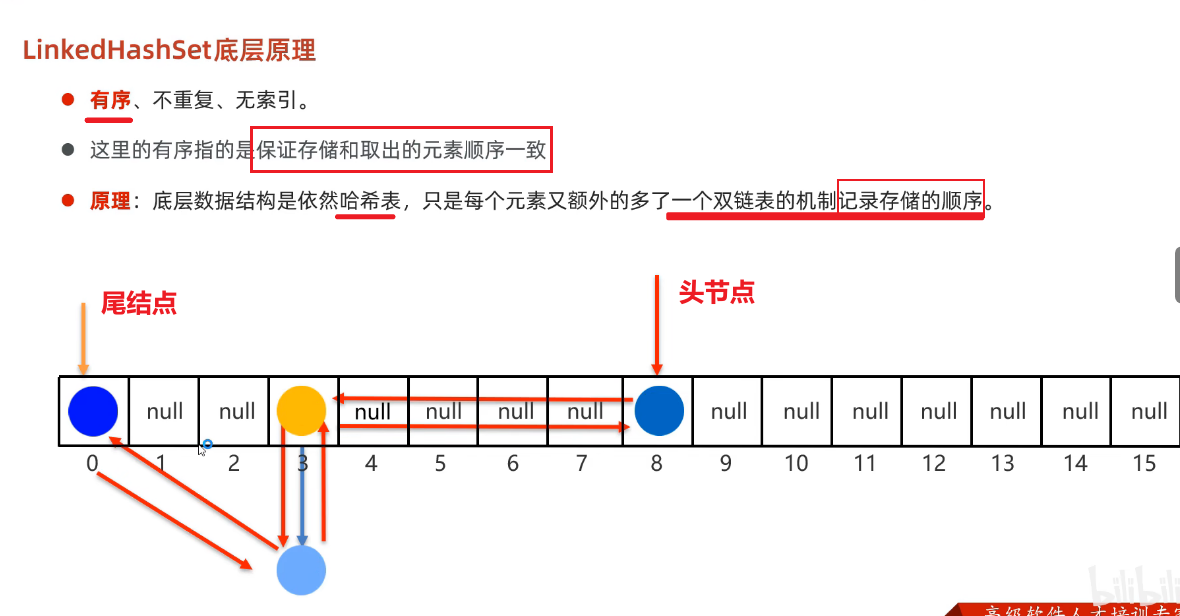 LinkedHashSet底层原理
有序、不重复、无索引。
这里的有序指的是保证存储和取出的元素顺序一致
原理：底层数据结构是依然哈希表，只是每个元素又额外的多了一个双链表的机制记录存储的顺序。
尾结点 头节点
null null null null null null null null null null null null null
0 1 2 3 4 5 6 7 8 9 10 11 12 13 14 15
bilibili
高级软件人才培训专家